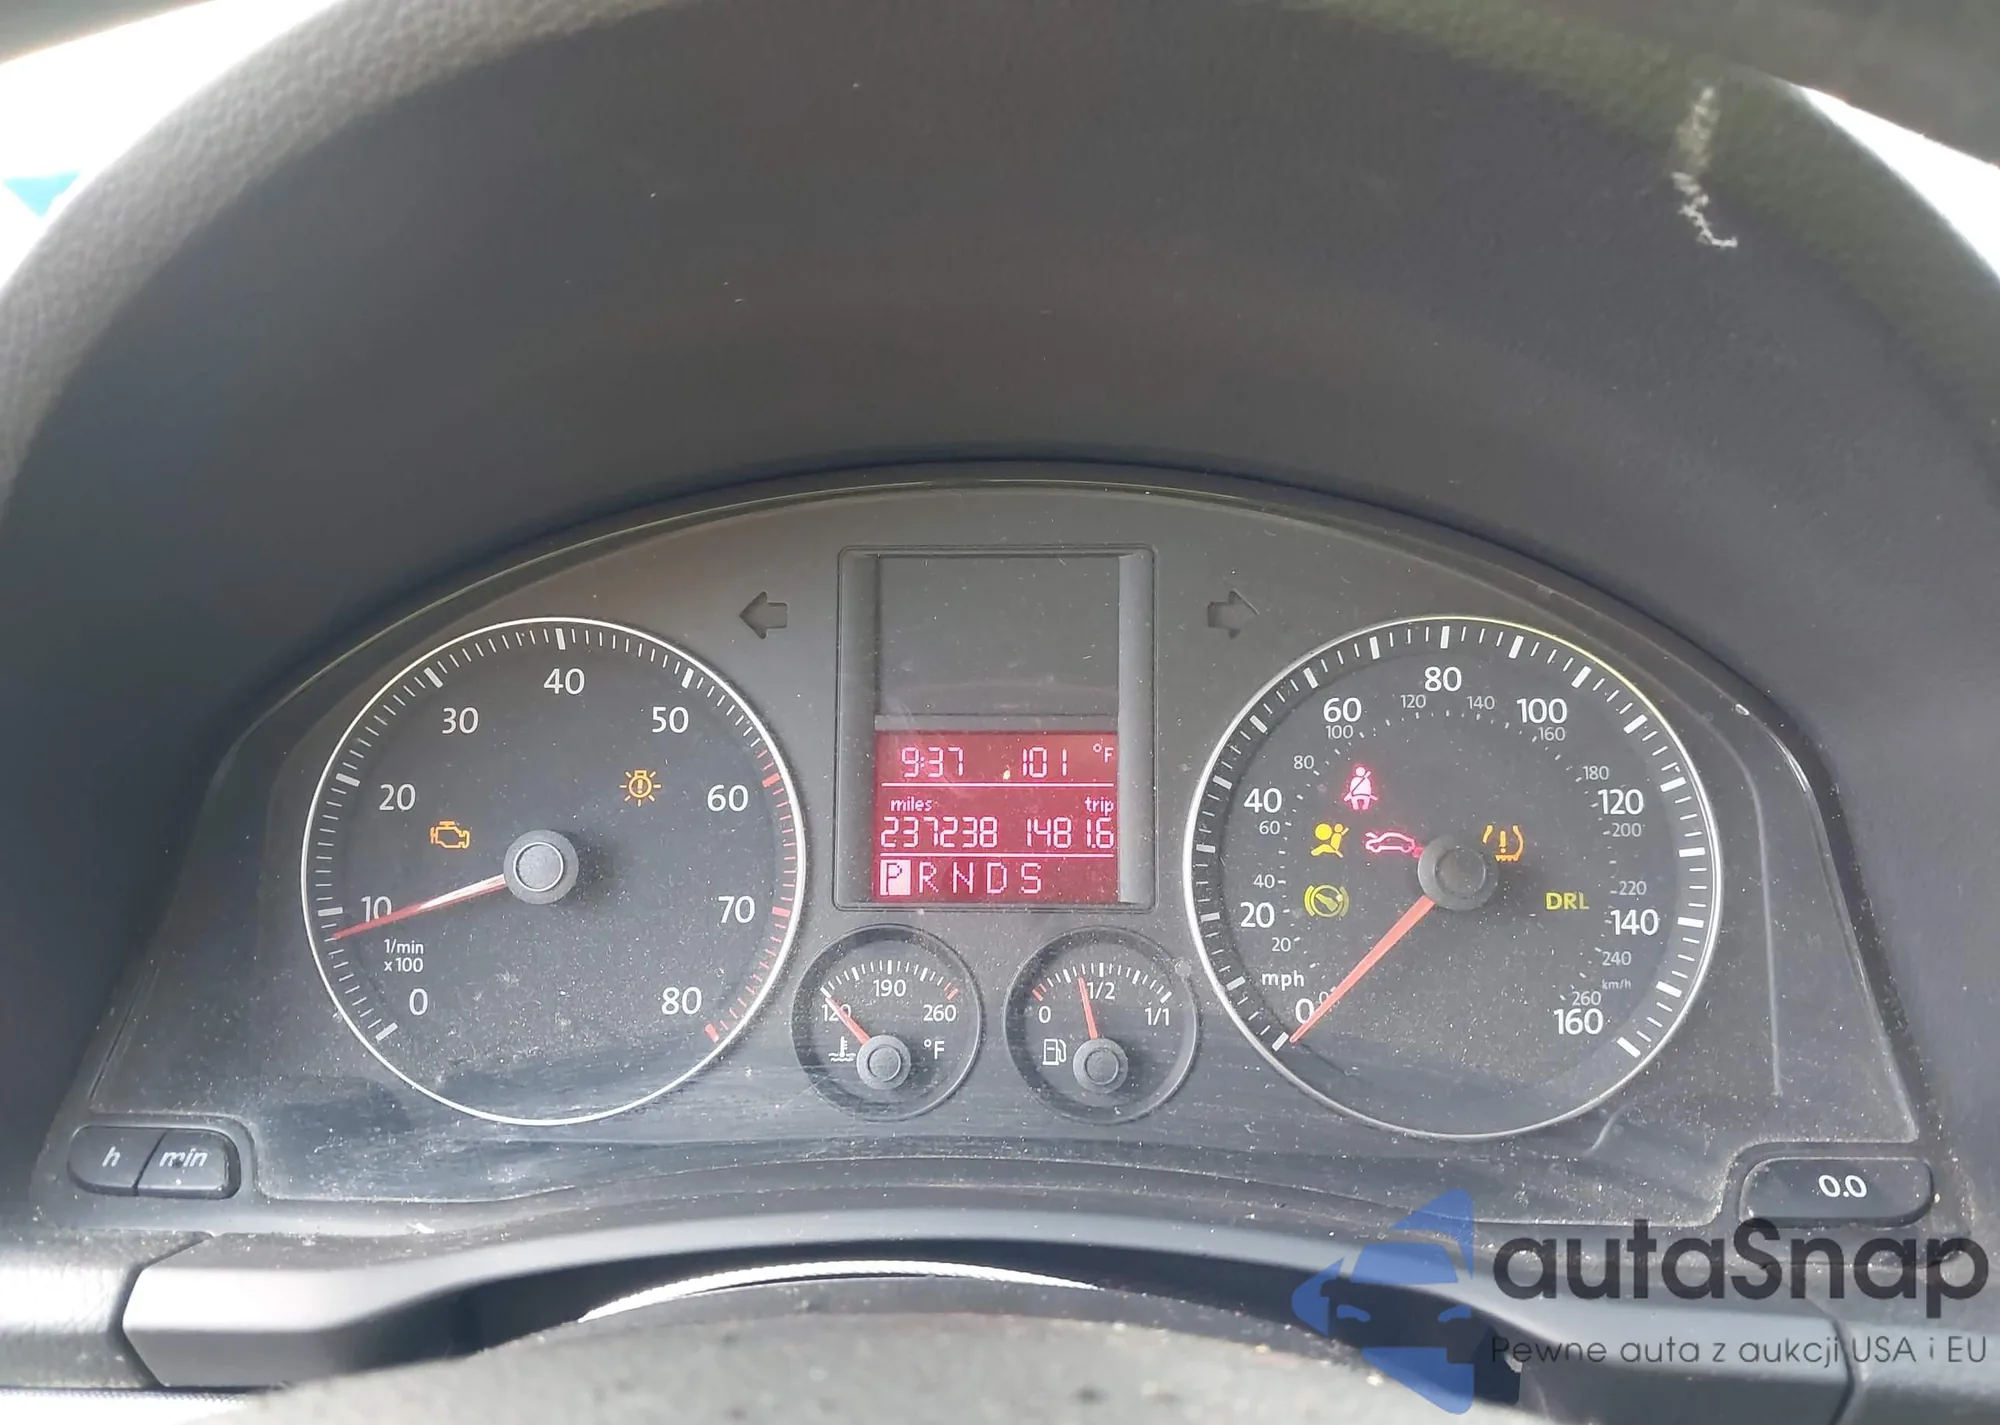 9:37 101 °F
miles trip
237238 1481.6
P R N D S
0 10 20 30 40 50 60 70 80
1/min
x100
120 190 260
°F
0 1/2 1/1
0 20 40 60 80 100 120 140 160
mph
20 40 60 80 100 120 140 160 180 200 220 240 260
km/h
DRL
h min
0.0
autaSnap
Pewne auta z aukcji USA i EU